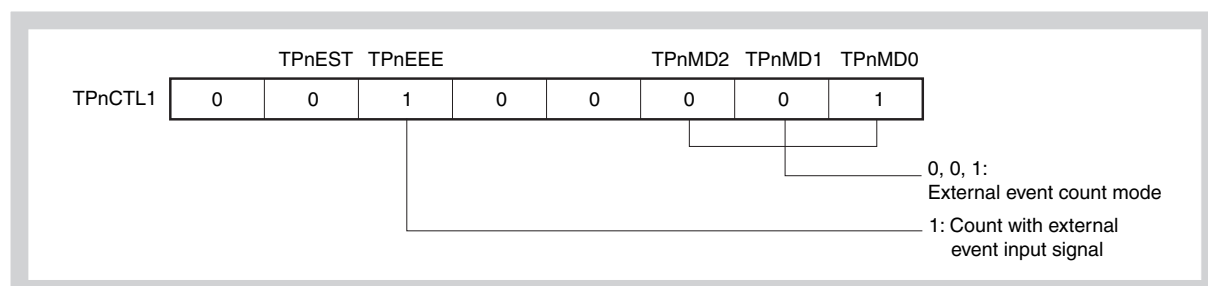 TPnEST TPnEEE TPnMD2 TPnMD1 TPnMD0
TPnCTL1 0 0 1 0 0 0 0 1
0, 0, 1:
External event count mode
1: Count with external
event input signal